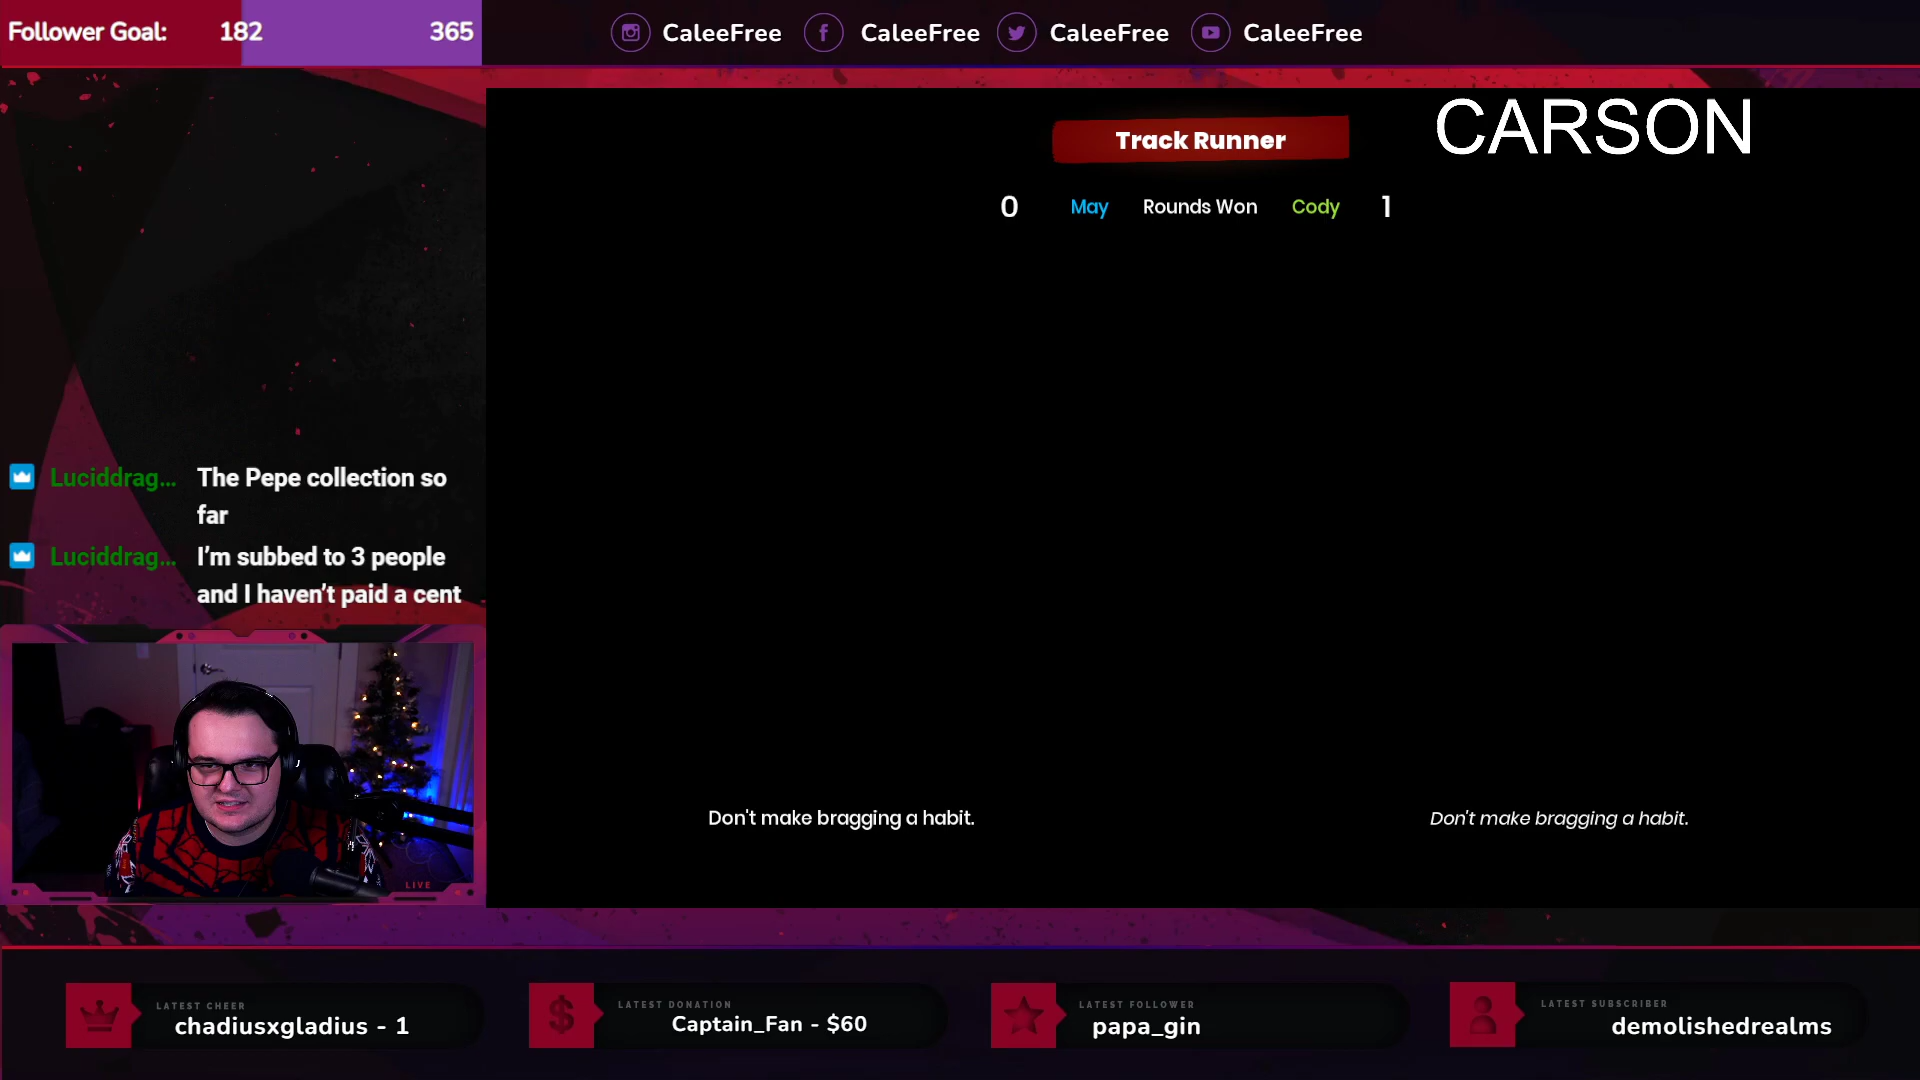 Follower Goal: 182 365
CaleeFree CaleeFree CaleeFree CaleeFree
CARSON
Track Runner
0 May Rounds Won Cody 1
Luciddrag... The Pepe collection so
far
Luciddrag... I'm subbed to 3 people
and I haven't paid a cent
Don't make bragging a habit. Don't make bragging a habit.
LIVE
LATEST CHEER
chadiusxgladius - 1
LATEST DONATION
Captain_Fan - $60
LATEST FOLLOWER
papa_gin
LATEST SUBSCRIBER
demolishedrealms